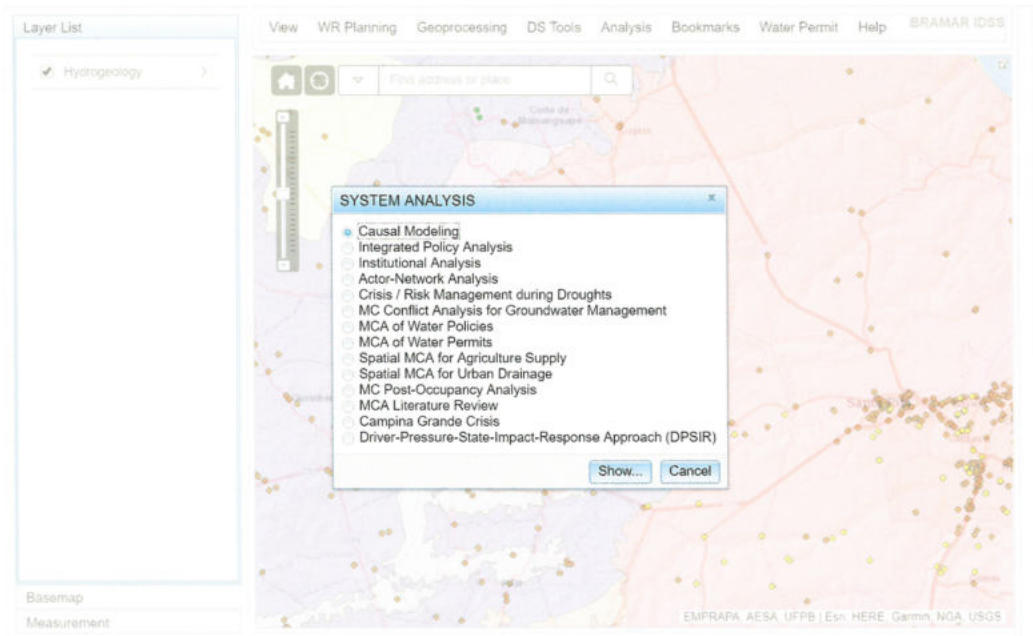 Layer List
View WR Planning Geoprocessing DS Tools Analysis Bookmarks Water Permit Help BRAMAR IDSS
Hydrogeology
Find address or place
SYSTEM ANALYSIS
Causal Modeling
Integrated Policy Analysis
Institutional Analysis
Actor-Network Analysis
Crisis / Risk Management during Droughts
MC Conflict Analysis for Groundwater Management
MCA of Water Policies
MCA of Water Permits
Spatial MCA for Agriculture Supply
Spatial MCA for Urban Drainage
MC Post-Occupancy Analysis
MCA Literature Review
Campina Grande Crisis
Driver-Pressure-State-Impact-Response Approach (DPSIR)
Show... Cancel
Basemap
Measurement
EMPRAPA, AESA, UFPB | Esri, HERE, Garmin, NGA, USGS